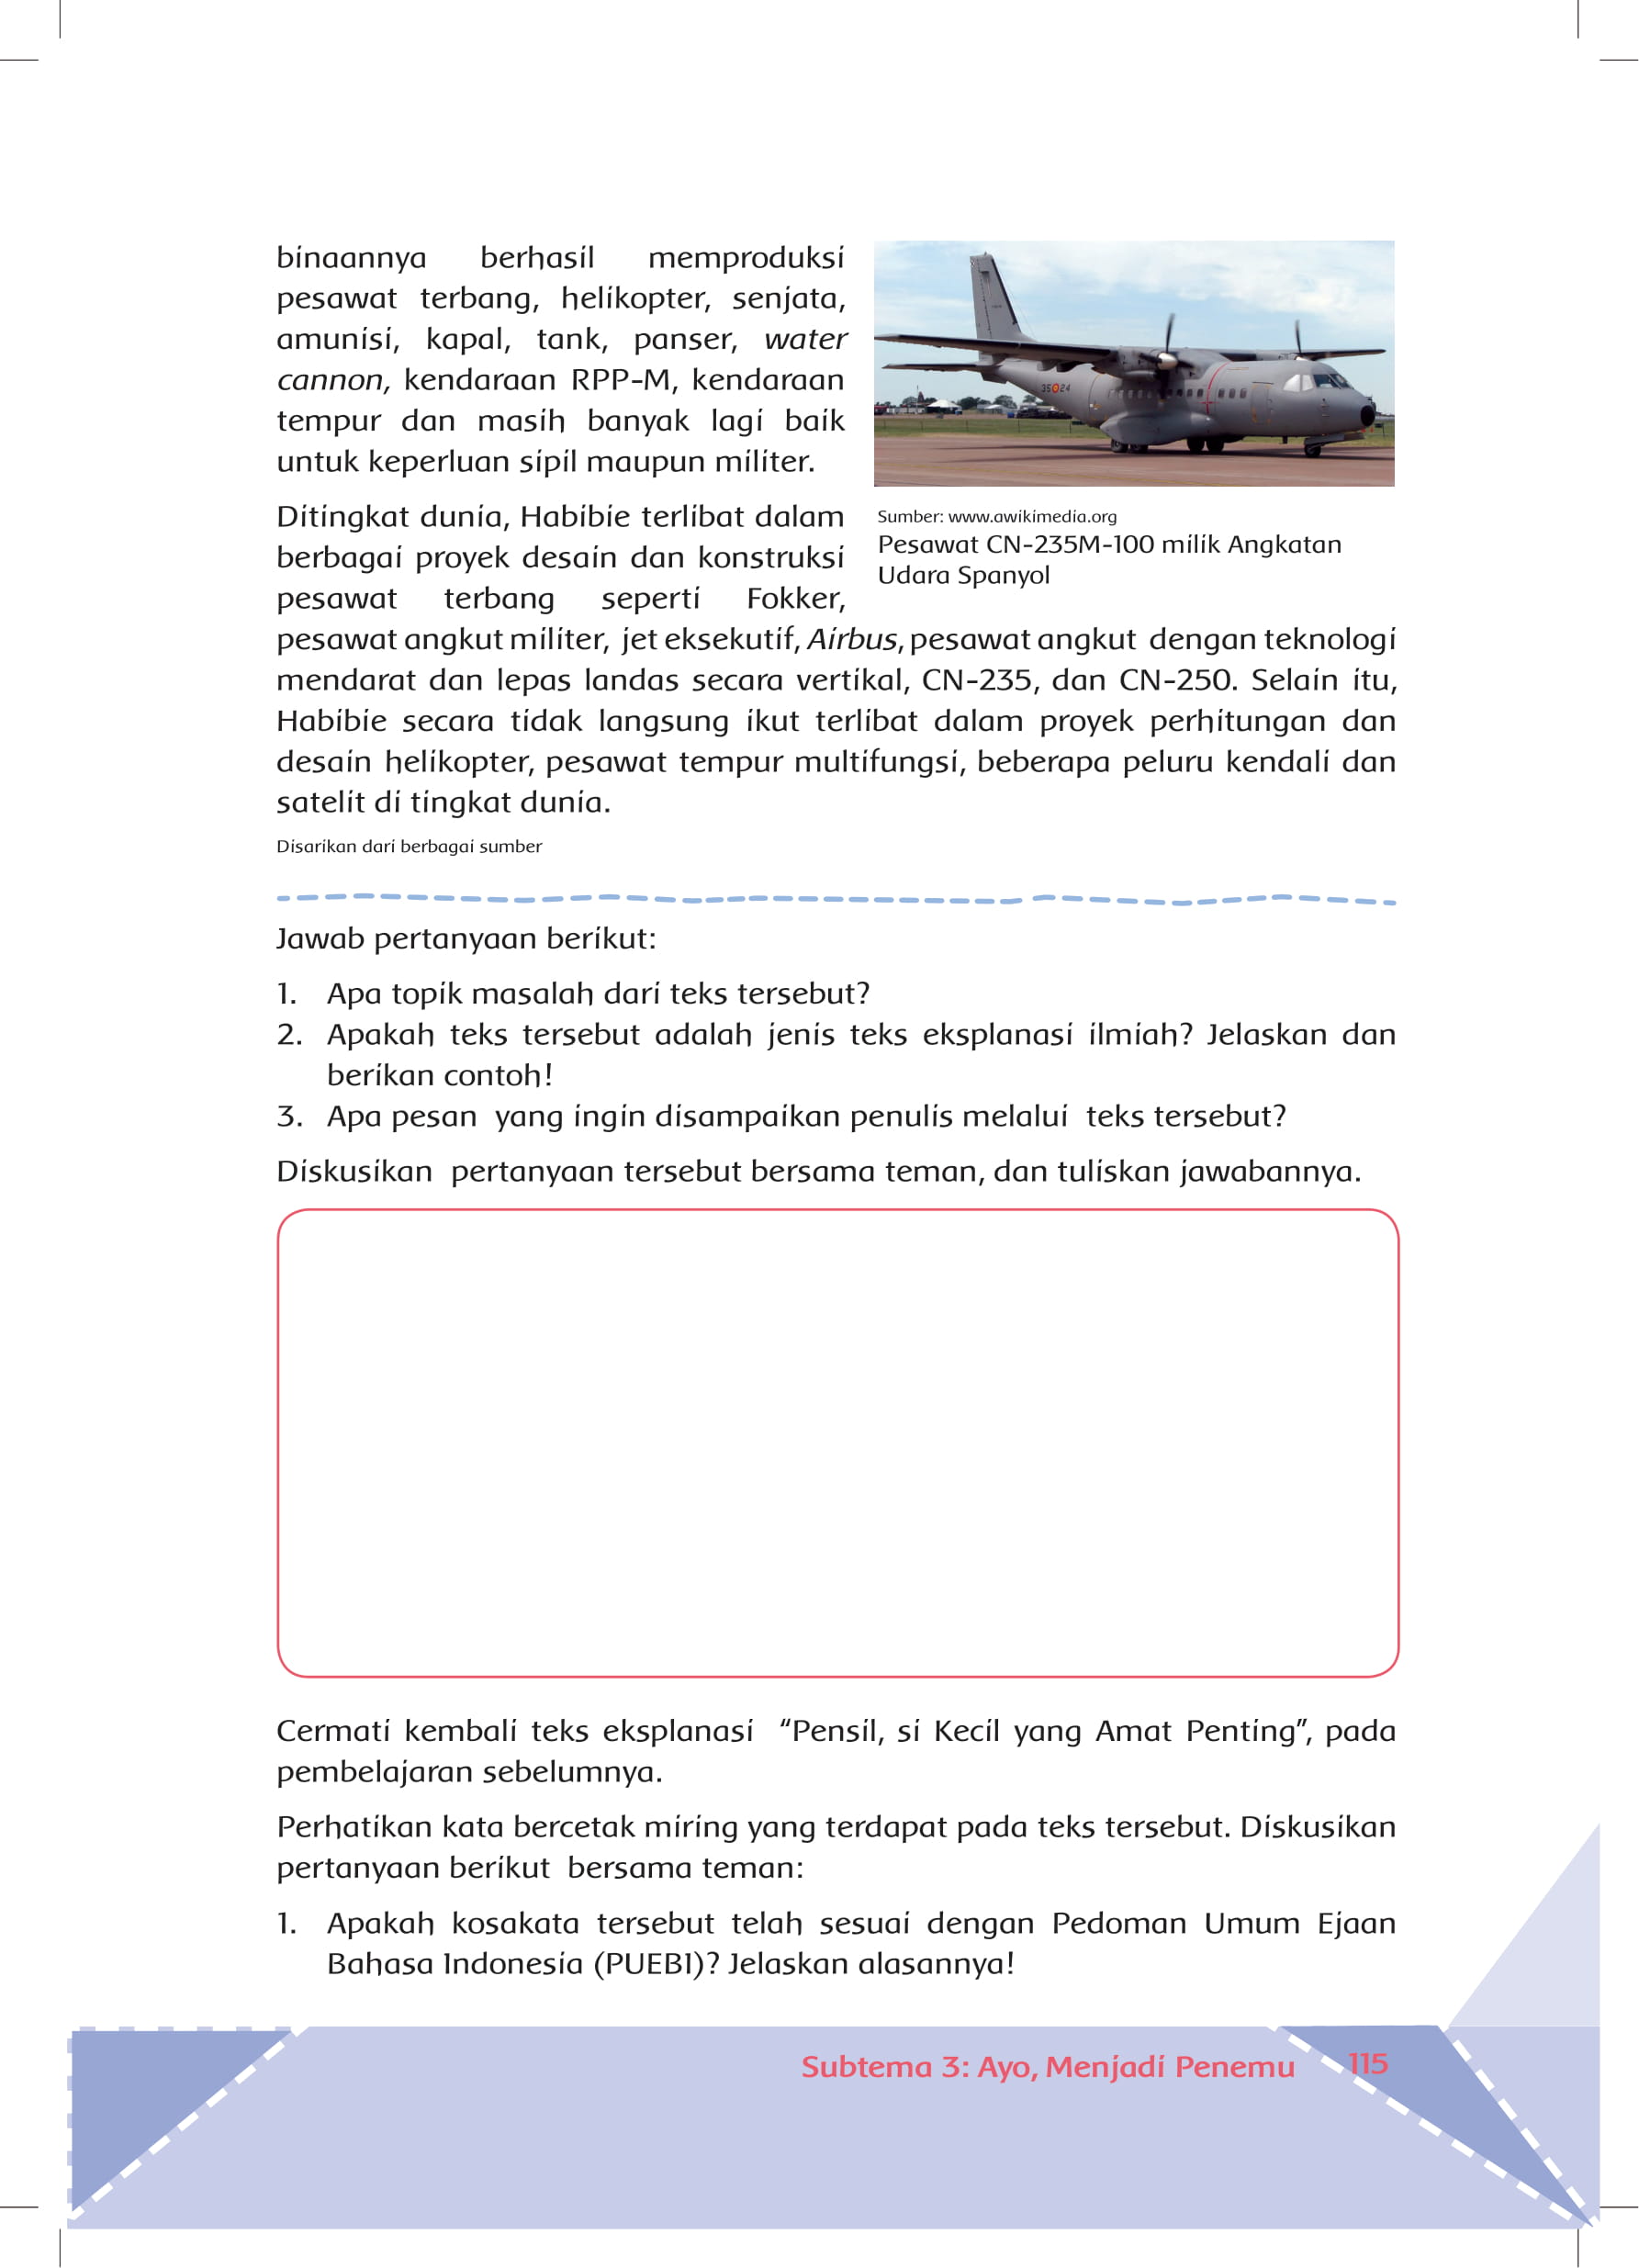 binaannya berhasil memproduksi
pesawat terbang, helikopter, senjata,
amunisi, kapal, tank, panser, water
cannon, kendaraan RPP-M, kendaraan
tempur dan masih banyak lagi baik
untuk keperluan sipil maupun militer.
Ditingkat dunia, Habibie terlibat dalam
berbagai proyek desain dan konstruksi
pesawat terbang seperti Fokker,
pesawat angkut militer, jet eksekutif, Airbus, pesawat angkut dengan teknologi
mendarat dan lepas landas secara vertikal, CN-235, dan CN-250. Selain itu,
Habibie secara tidak langsung ikut terlibat dalam proyek perhitungan dan
desain helikopter, pesawat tempur multifungsi, beberapa peluru kendali dan
satelit di tingkat dunia.
Disarikan dari berbagai sumber
35 24
Sumber: www.awikimedia.org
Pesawat CN-235M-100 milik Angkatan
Udara Spanyol
Jawab pertanyaan berikut:
1. Apa topik masalah dari teks tersebut?
2. Apakah teks tersebut adalah jenis teks eksplanasi ilmiah? Jelaskan dan
berikan contoh!
3. Apa pesan yang ingin disampaikan penulis melalui teks tersebut?
Diskusikan pertanyaan tersebut bersama teman, dan tuliskan jawabannya.
Cermati kembali teks eksplanasi “Pensil, si Kecil yang Amat Penting”, pada
pembelajaran sebelumnya.
Perhatikan kata bercetak miring yang terdapat pada teks tersebut. Diskusikan
pertanyaan berikut bersama teman:
1. Apakah kosakata tersebut telah sesuai dengan Pedoman Umum Ejaan
Bahasa Indonesia (PUEBI)? Jelaskan alasannya!
Subtema 3: Ayo, Menjadi Penemu 115